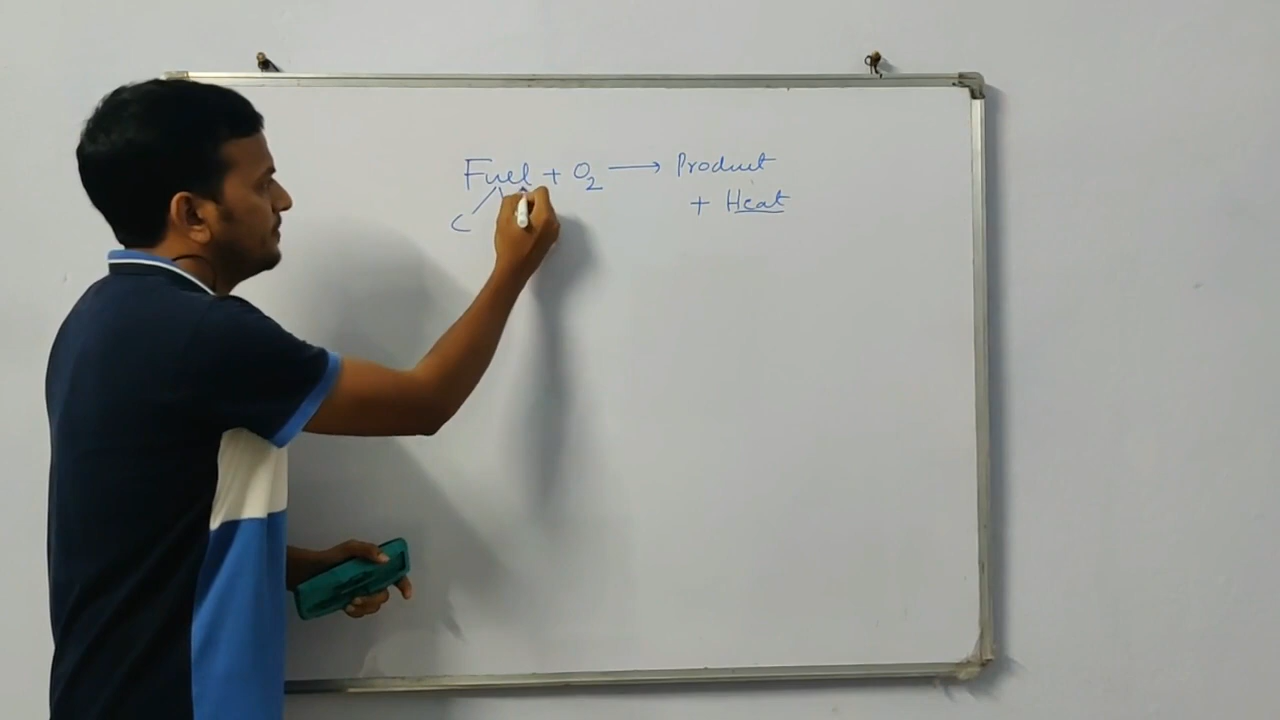 Fuel + O₂ ⟶ Product
+ Heat
C